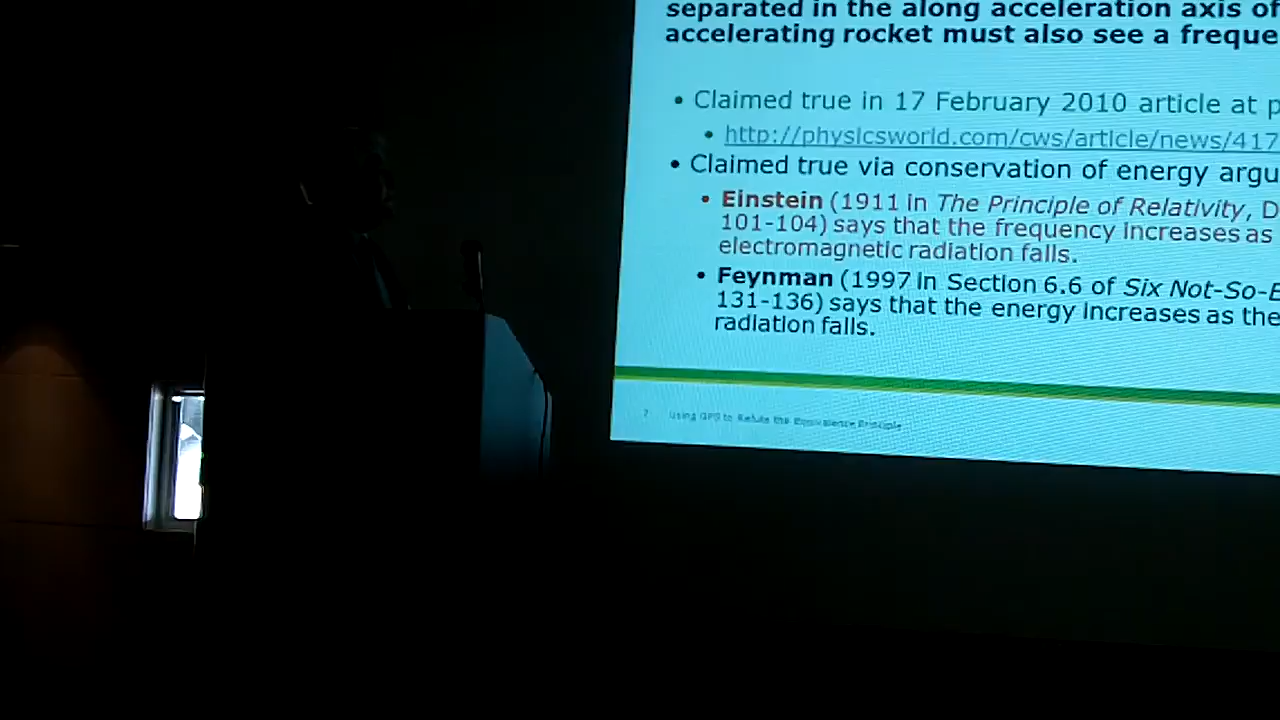 separated in the along acceleration axis of
accelerating rocket must also see a freque
• Claimed true in 17 February 2010 article at p
• http://physicsworld.com/cws/article/news/417
• Claimed true via conservation of energy argu
• Einstein (1911 in The Principle of Relativity, D
101-104) says that the frequency increases as
electromagnetic radiation falls.
• Feynman (1997 in Section 6.6 of Six Not-So-E
131-136) says that the energy increases as the
radiation falls.
7 Using GPS to Refute the Equivalence Principle